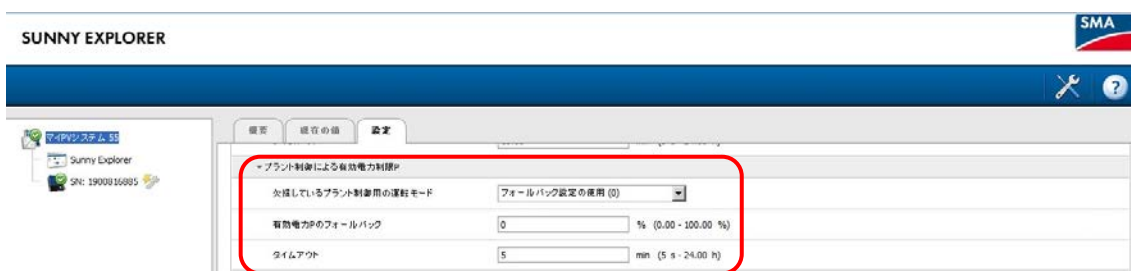 SMA
SUNNY EXPLORER
?
マイPVシステム 55
Sunny Explorer
SN: 1900816885
概要 現在の値 設定
プラント制御による有効電力制限P
欠損しているプラント制御用の運転モード フォールバック設定の使用 (0)
有効電力Pのフォールバック 0 % (0.00 - 100.00 %)
タイムアウト 5 min (5 s - 24.00 h)